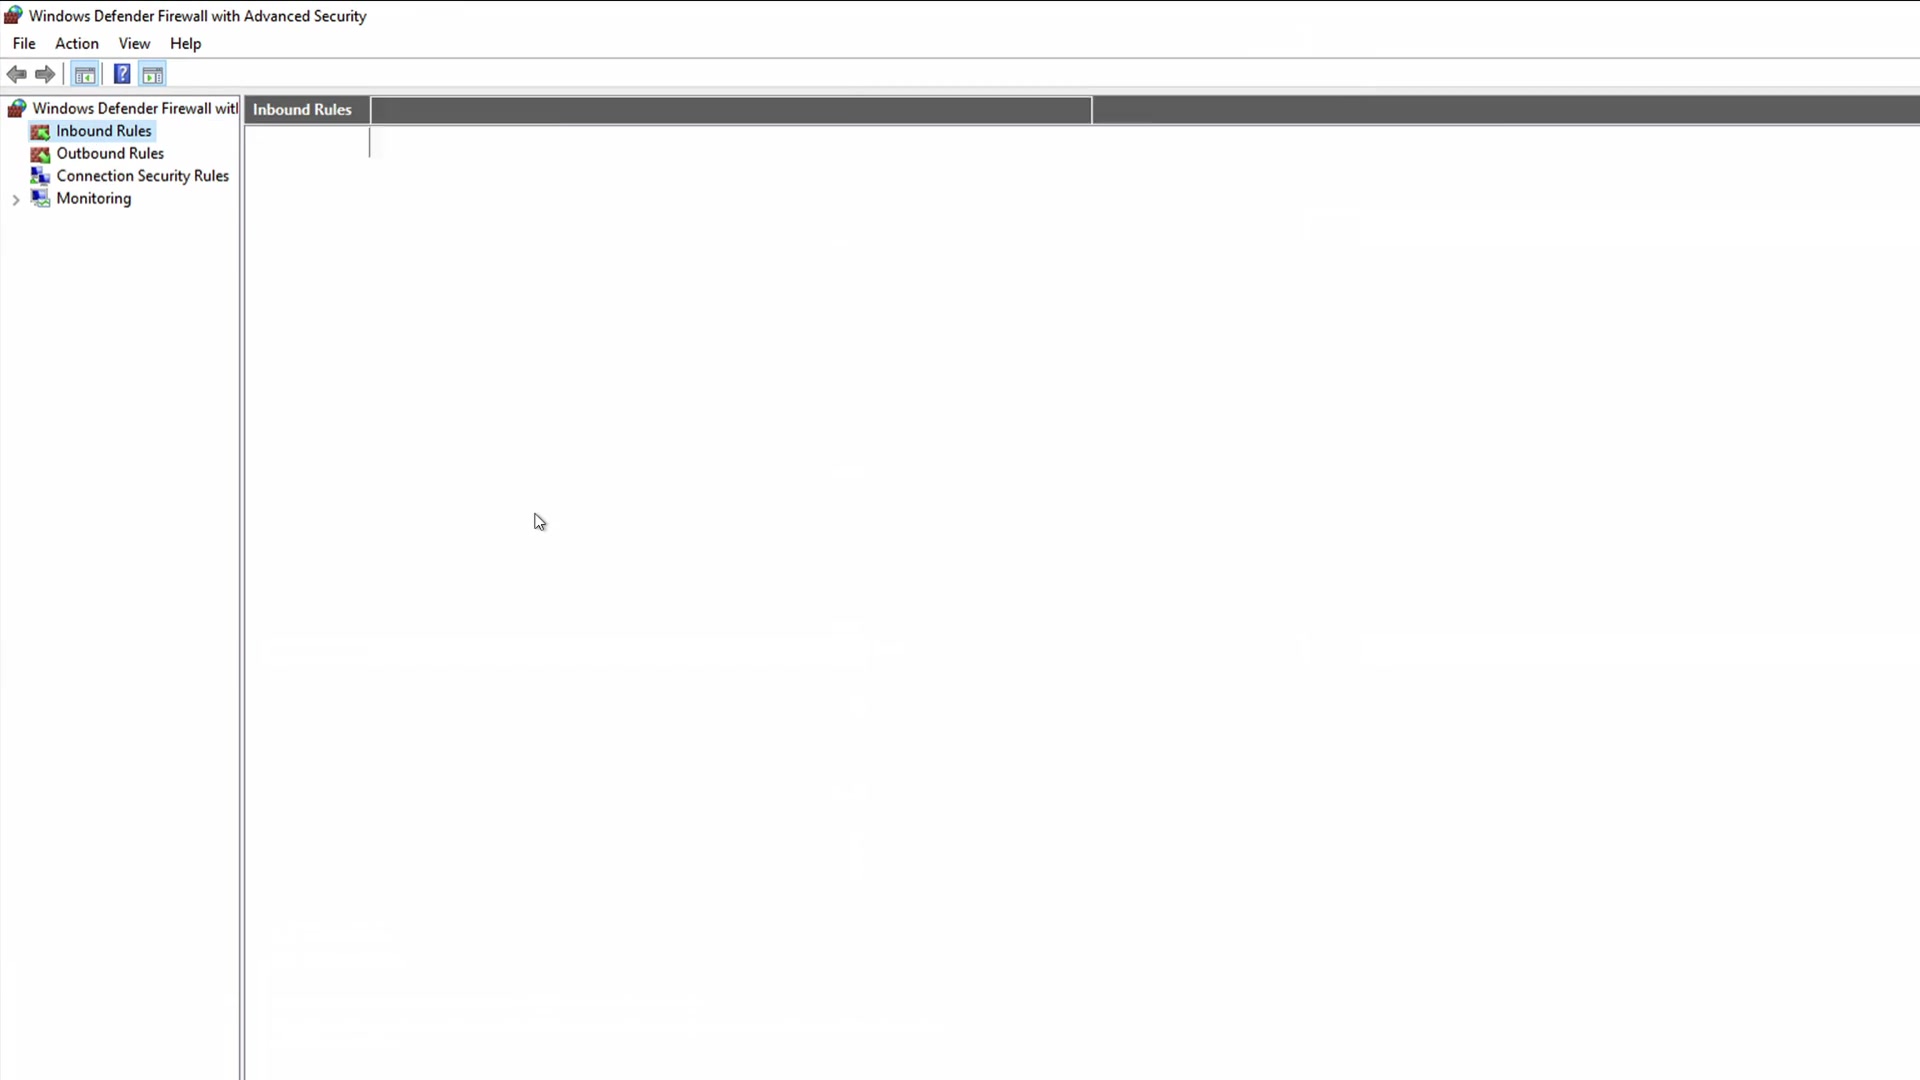 Windows Defender Firewall with Advanced Security
File Action View Help
Windows Defender Firewall witl
Inbound Rules
Inbound Rules
Outbound Rules
Connection Security Rules
Monitoring